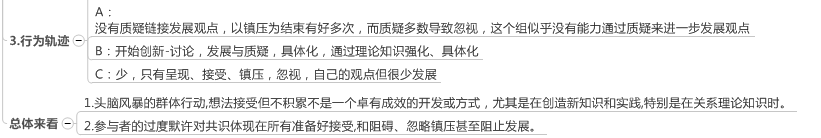 A：
没有质疑链接发展观点，以镇压为结束有好多次，而质疑多数导致忽视，这个组似乎没有能力通过质疑来进一步发展观点
3.行为轨迹
B：开始创新-讨论，发展与质疑，具体化，通过理论知识强化、具体化
C：少，只有呈现、接受、镇压，忽视，自己的观点但很少发展
1.头脑风暴的群体行动,想法接受但不积累不是一个卓有成效的开发或方式，尤其是在创造新知识和实践,特别是在关系理论知识时。
总体来看
2.参与者的过度默许对共识体现在所有准备好接受,和阻碍、忽略镇压甚至阻止发展。